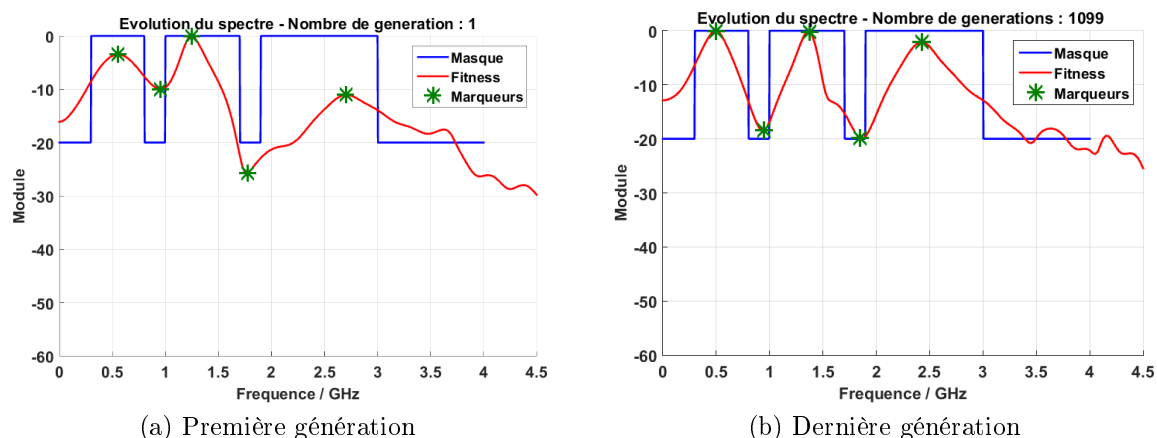 Evolution du spectre - Nombre de generation : 1
Masque
Fitness
Marqueurs
0
-10
-20
-30
-40
-50
-60
Module
0 0.5 1 1.5 2 2.5 3 3.5 4 4.5
Frequence / GHz
(a) Première génération
Evolution du spectre - Nombre de generations : 1099
Masque
Fitness
Marqueurs
0
-10
-20
-30
-40
-50
-60
Module
0 0.5 1 1.5 2 2.5 3 3.5 4 4.5
Frequence / GHz
(b) Dernière génération